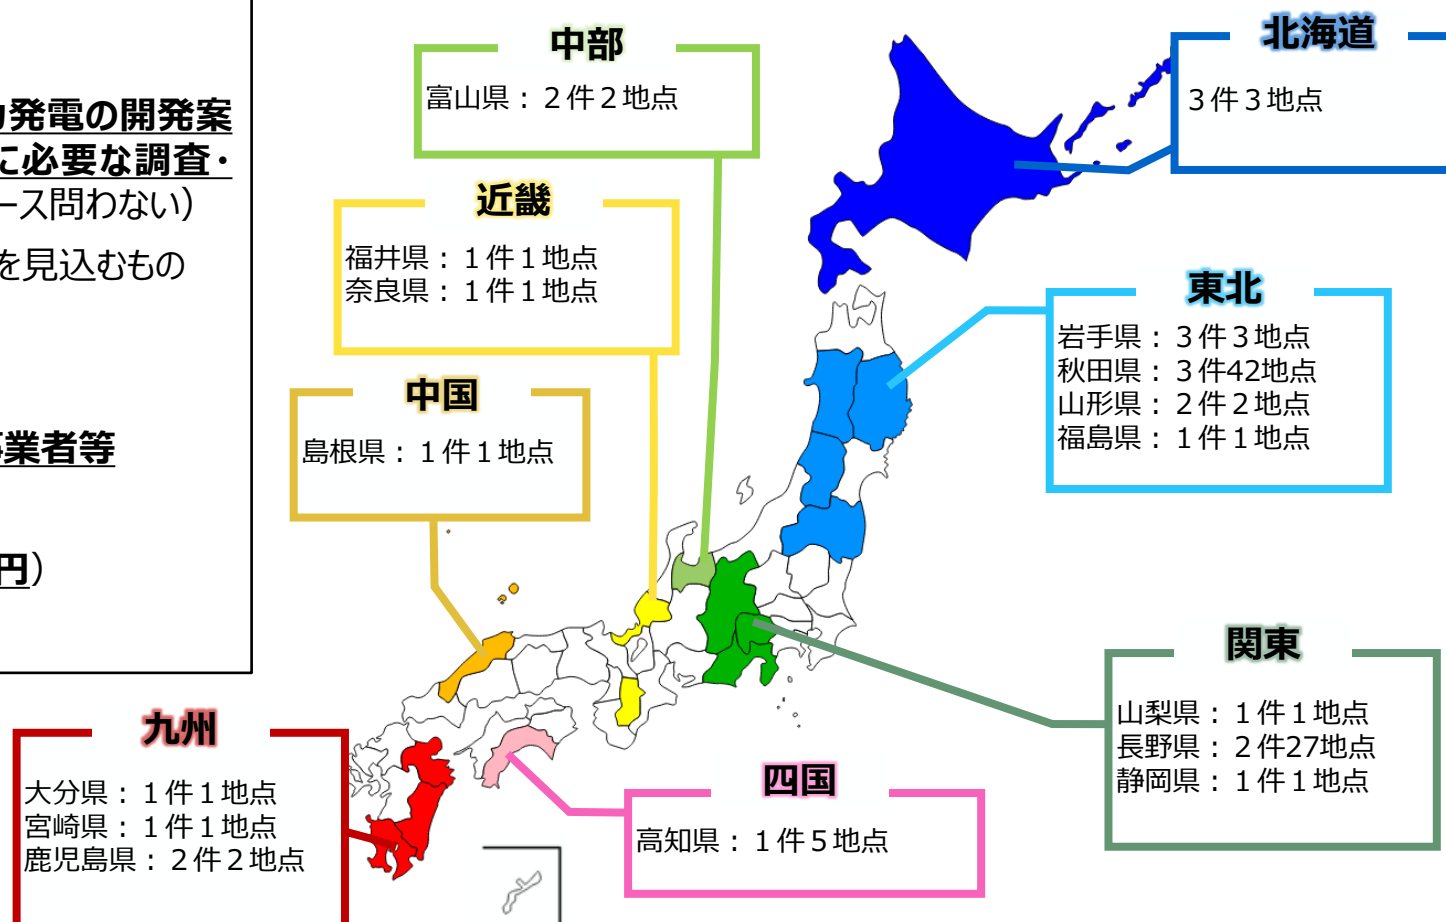 発電の開発案
に必要な調査・
ース問わない）
を見込むもの
業者等
円）
中部
富山県：２件２地点
近畿
福井県：１件１地点
奈良県：１件１地点
中国
島根県：１件１地点
九州
大分県：１件１地点
宮崎県：１件１地点
鹿児島県：２件２地点
北海道
３件３地点
東北
岩手県：３件３地点
秋田県：３件42地点
山形県：２件２地点
福島県：１件１地点
関東
山梨県：１件１地点
長野県：２件27地点
静岡県：１件１地点
四国
高知県：１件５地点